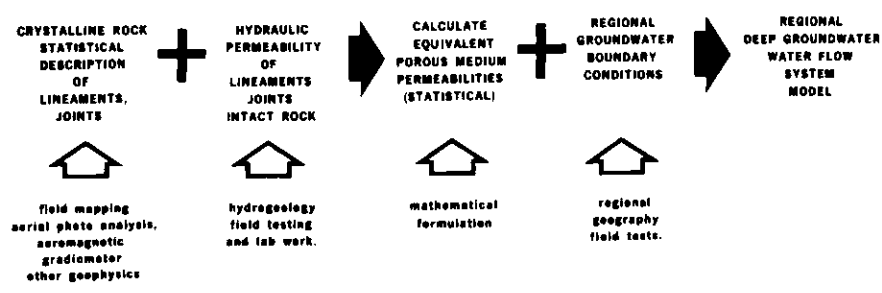 CRYSTALLINE ROCK
STATISTICAL
DESCRIPTION
OF
LINEAMENTS,
JOINTS
HYDRAULIC
PERMEABILITY
OF
LINEAMENTS
JOINTS
INTACT ROCK
CALCULATE
EQUIVALENT
POROUS MEDIUM
PERMEABILITIES
(STATISTICAL)
REGIONAL
GROUNDWATER
BOUNDARY
CONDITIONS
REGIONAL
DEEP GROUNDWATER
WATER FLOW
SYSTEM
MODEL
field mapping
aerial photo analysis,
aeromagnetic
gradiometer
other geophysics
hydrogeology
field testing
and lab work.
mathematical
formulation
regional
geography
field tests.